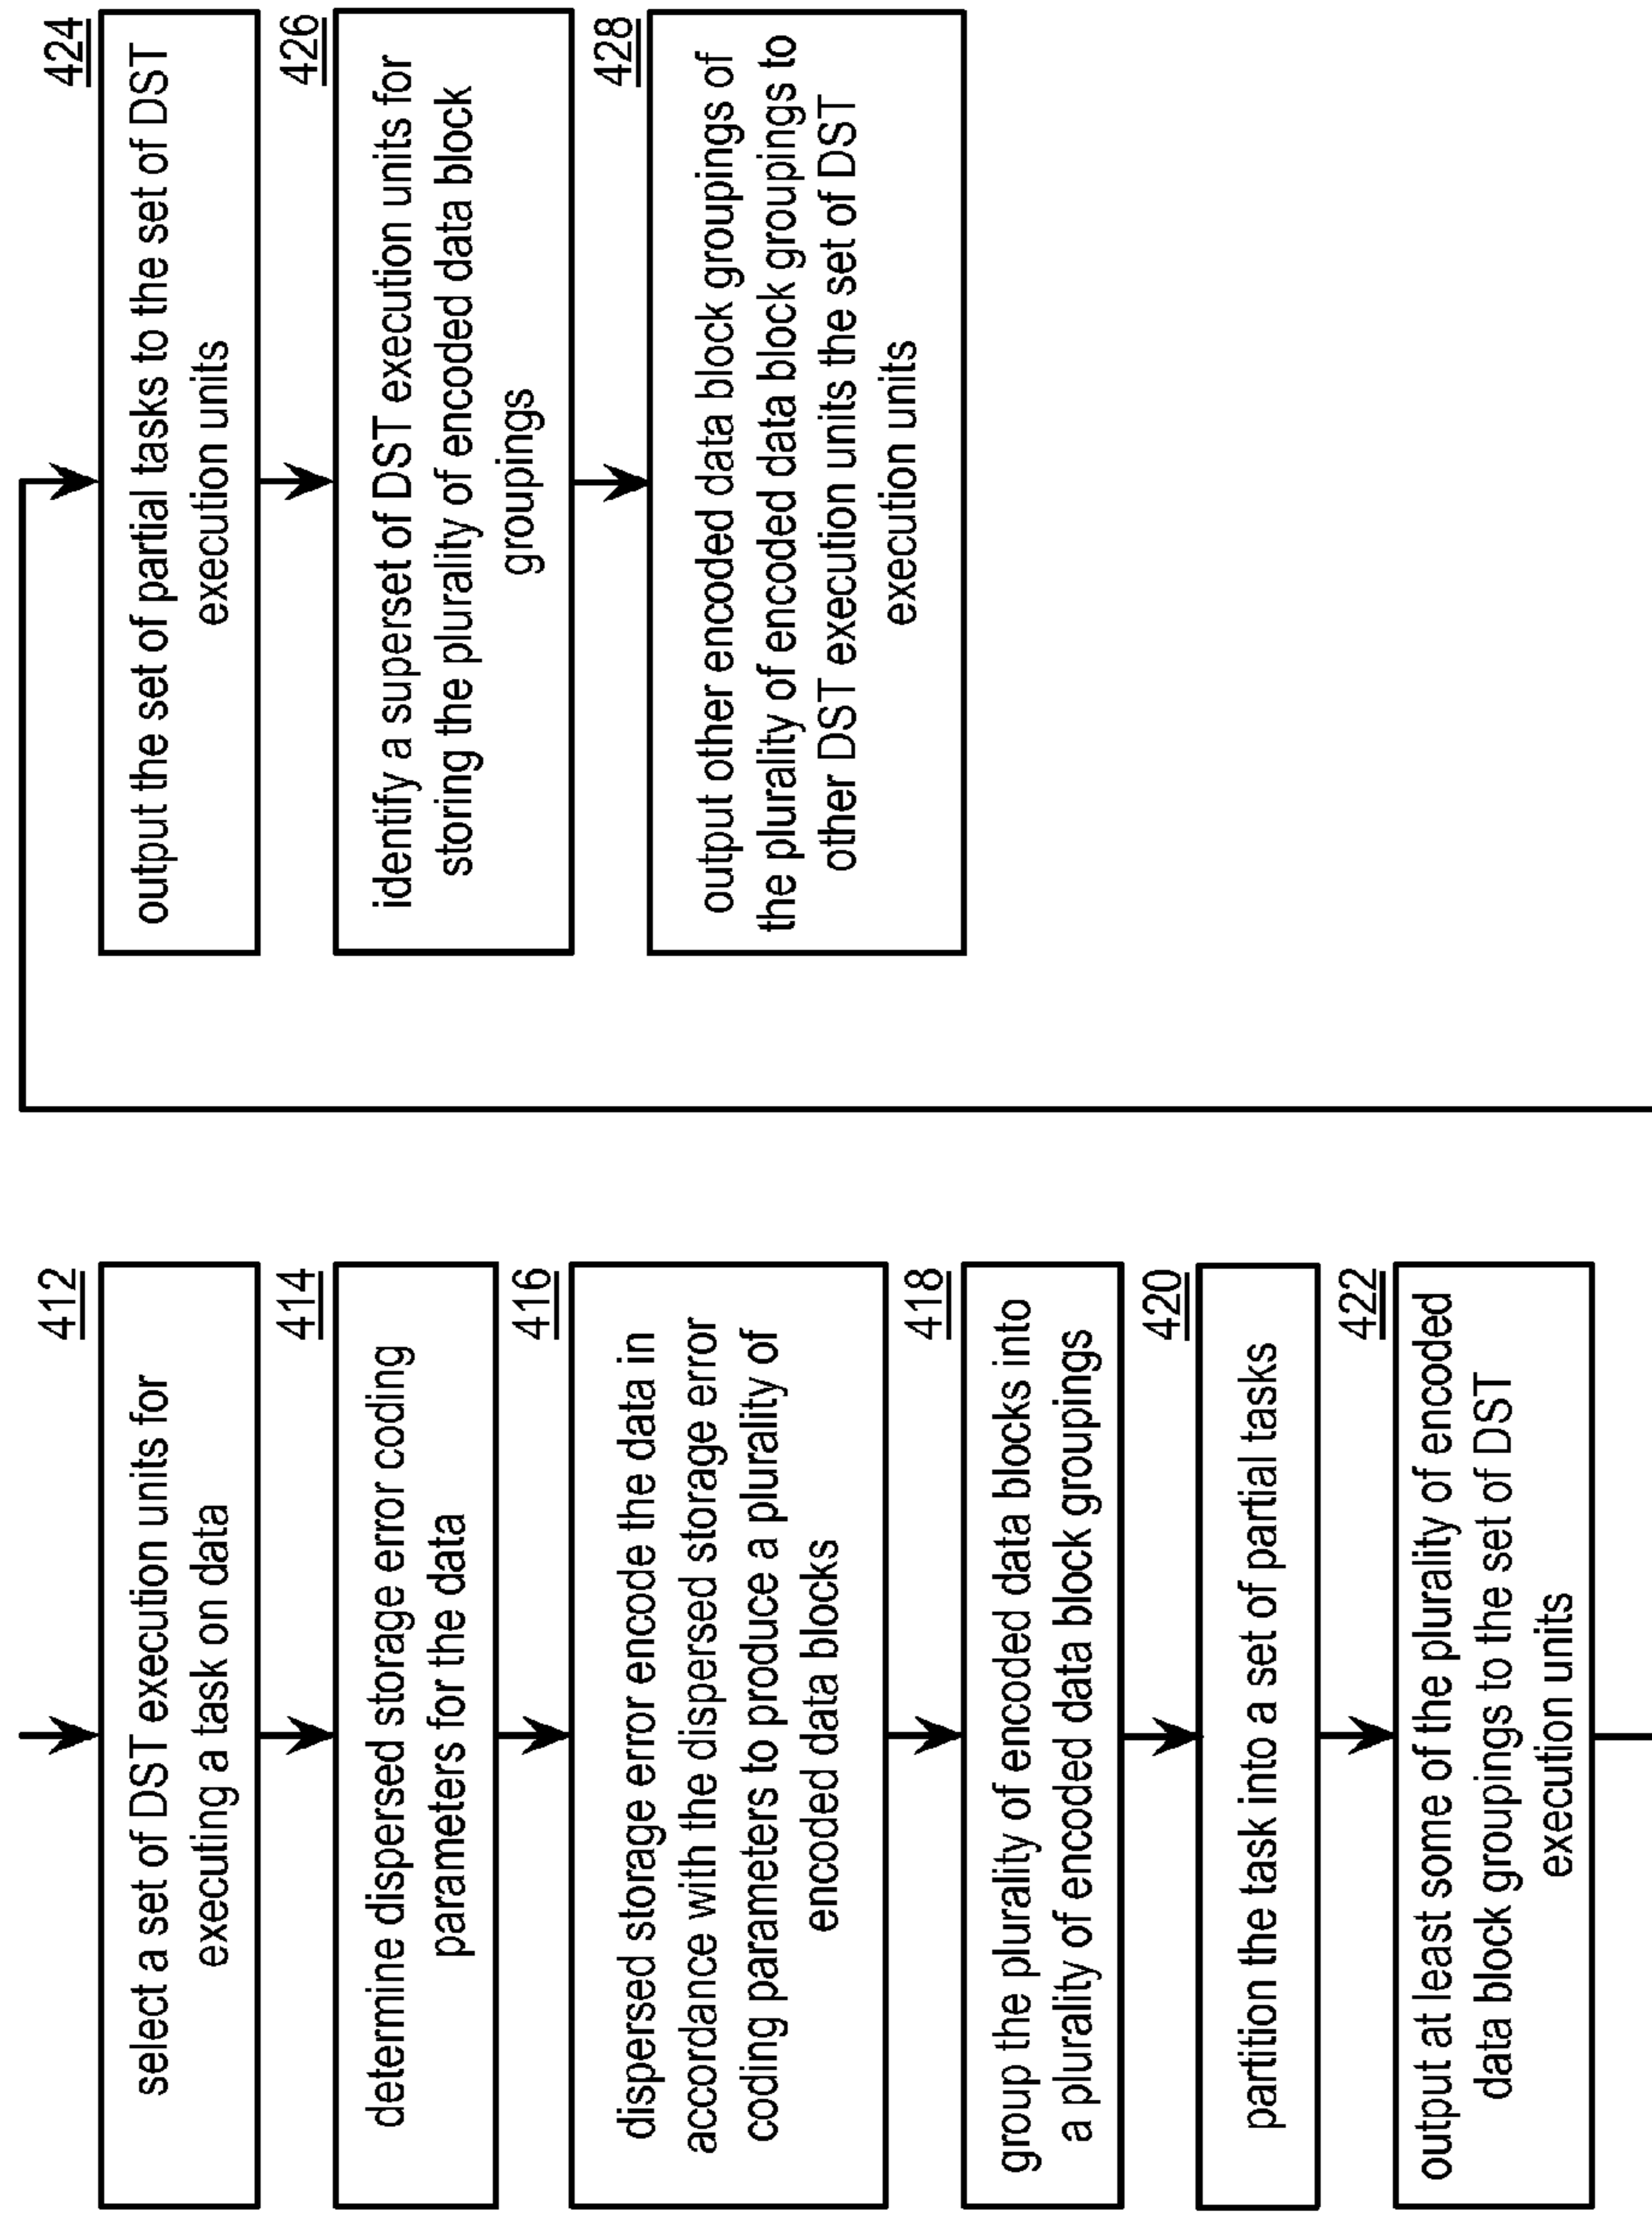 412
select a set of DST execution units for
executing a task on data
414
determine dispersed storage error coding
parameters for the data
416
dispersed storage error encode the data in
accordance with the dispersed storage error
coding parameters to produce a plurality of
encoded data blocks
418
group the plurality of encoded data blocks into
a plurality of encoded data block groupings
420
partition the task into a set of partial tasks
422
output at least some of the plurality of encoded
data block groupings to the set of DST
execution units
424
output the set of partial tasks to the set of DST
execution units
426
identify a superset of DST execution units for
storing the plurality of encoded data block
groupings
428
output other encoded data block groupings of
the plurality of encoded data block groupings to
other DST execution units the set of DST
execution units